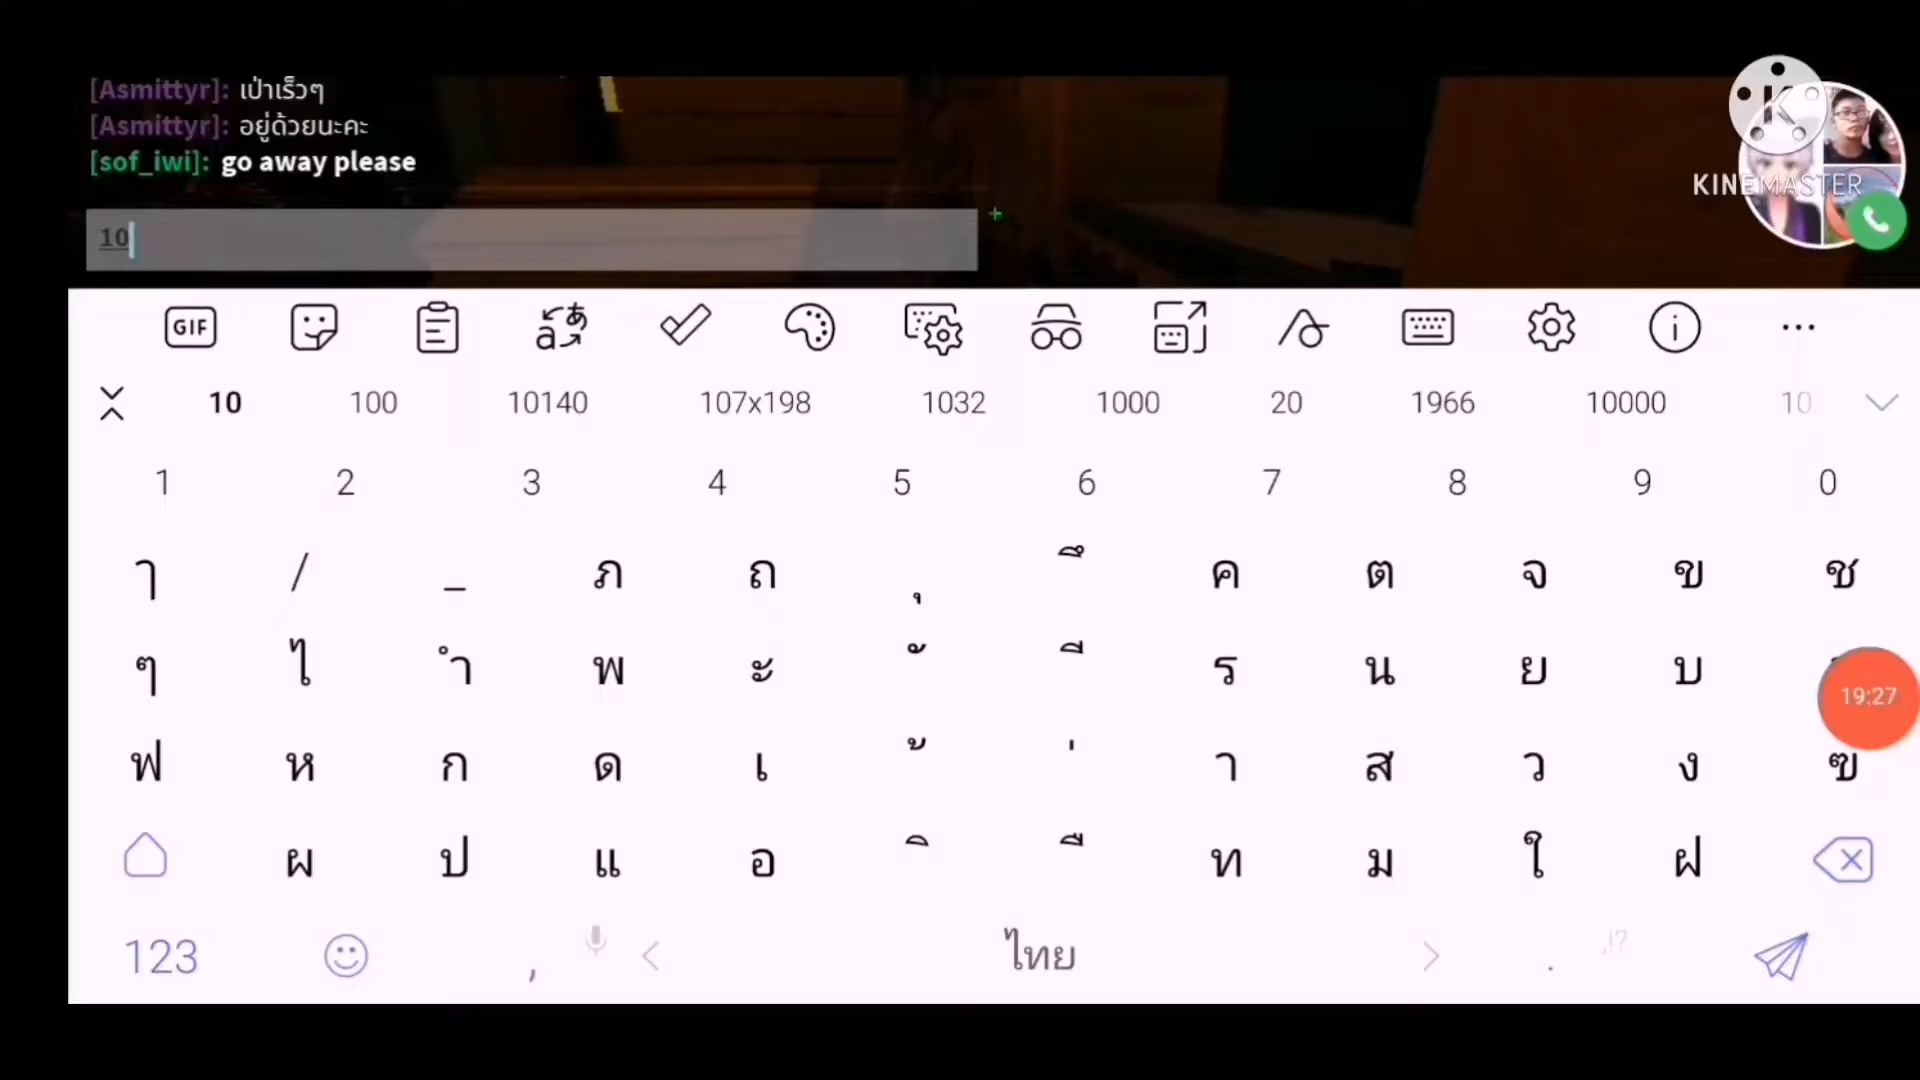 [Asmittyr]: เป่าเร็วๆ
[Asmittyr]: อยู่ด้วยนะคะ
[sof_iwi]: go away please
10
KINEMASTER
GIF
10 100 10140 107x198 1032 1000 20 1966 10000 10
1 2 3 4 5 6 7 8 9 0
ๅ / _ ภ ถ ุ ึ ค ต จ ข ช
ๆ ไ ำ พ ะ ั ี ร น ย บ
19:27
ฟ ห ก ด เ ้ ่ า ส ว ง ฃ
ผ ป แ อ ิ ื ท ม ใ ฝ
123 , < ไทย > . .!?